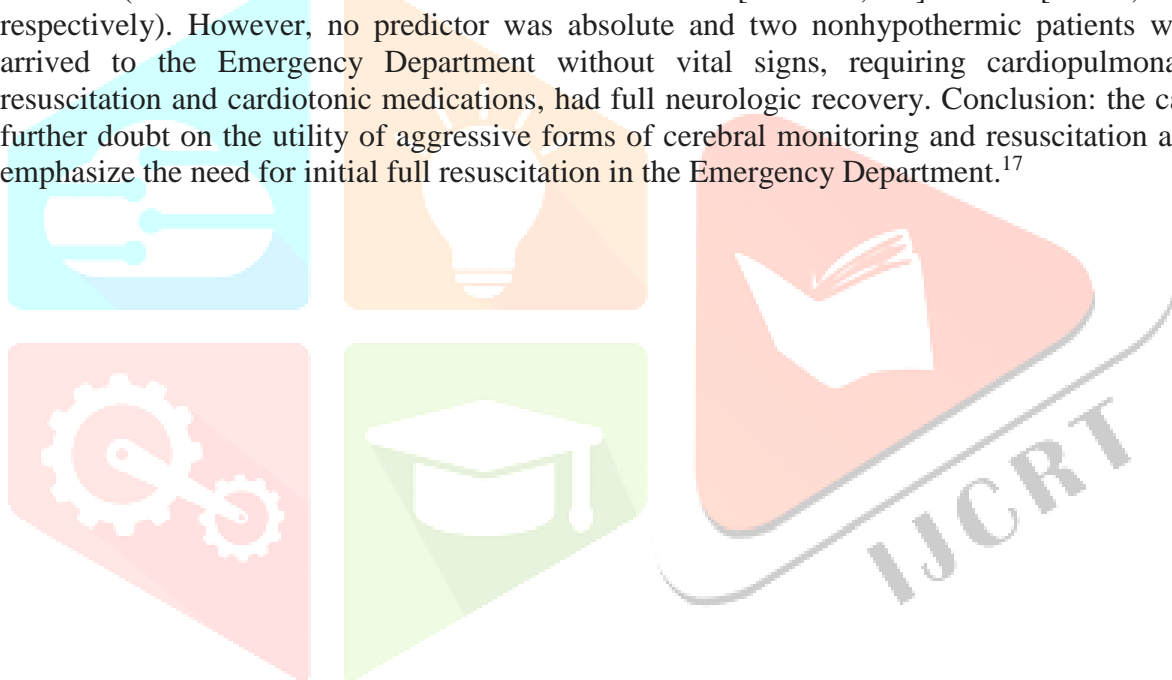 respectively). However, no predictor was absolute and two nonhypothermic patients w
arrived to the Emergency Department without vital signs, requiring cardiopulmona
resuscitation and cardiotonic medications, had full neurologic recovery. Conclusion: the ca
further doubt on the utility of aggressive forms of cerebral monitoring and resuscitation a
emphasize the need for initial full resuscitation in the Emergency Department.17
IJCRT